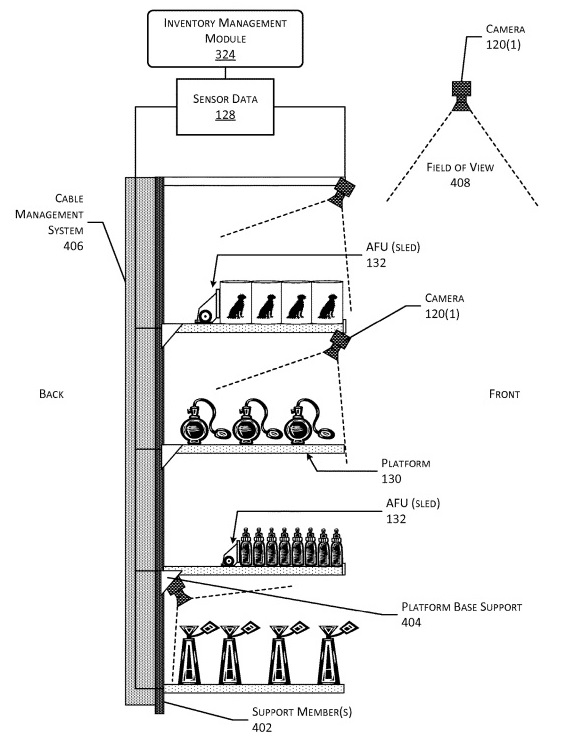 INVENTORY MANAGEMENT
MODULE
324
SENSOR DATA
128
CAMERA
120(1)
FIELD OF VIEW
408
CABLE
MANAGEMENT
SYSTEM
406
AFU (SLED)
132
CAMERA
120(1)
BACK
FRONT
PLATFORM
130
AFU (SLED)
132
PLATFORM BASE SUPPORT
404
SUPPORT MEMBER(S)
402